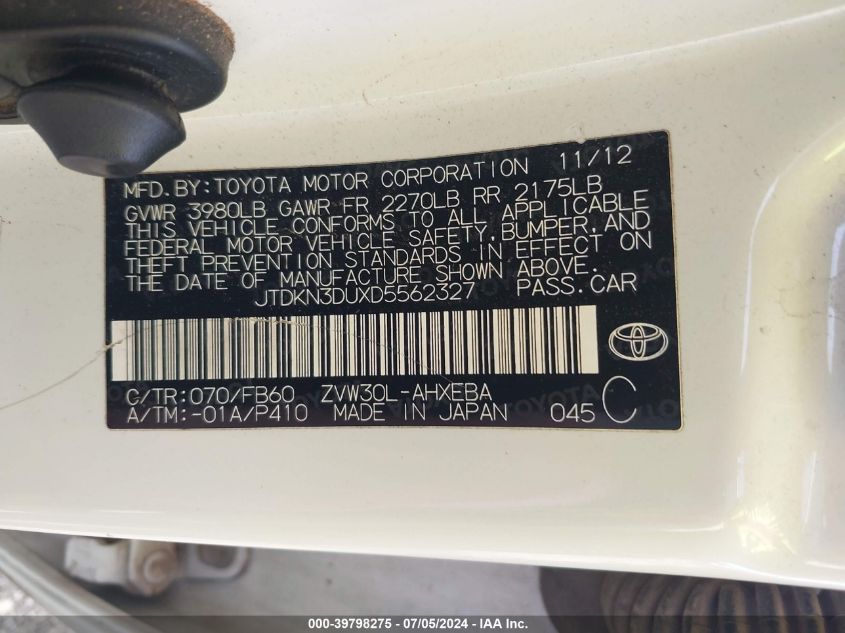 MFD. BY: TOYOTA MOTOR CORPORATION 11/12
GVWR 3980LB GAWR FR 2270LB RR 2175LB
THIS VEHICLE CONFORMS TO ALL APPLICABLE
FEDERAL MOTOR VEHICLE SAFETY, BUMPER, AND
THEFT PREVENTION STANDARDS IN EFFECT ON
THE DATE OF MANUFACTURE SHOWN ABOVE.
JTDKN3DUXD5562327 PASS. CAR
C/TR: 070/FB60 ZVW30L-AHXEBA
A/TM: -01A/P410 MADE IN JAPAN 045 C
000-39798275 - 07/05/2024 - IAA Inc.